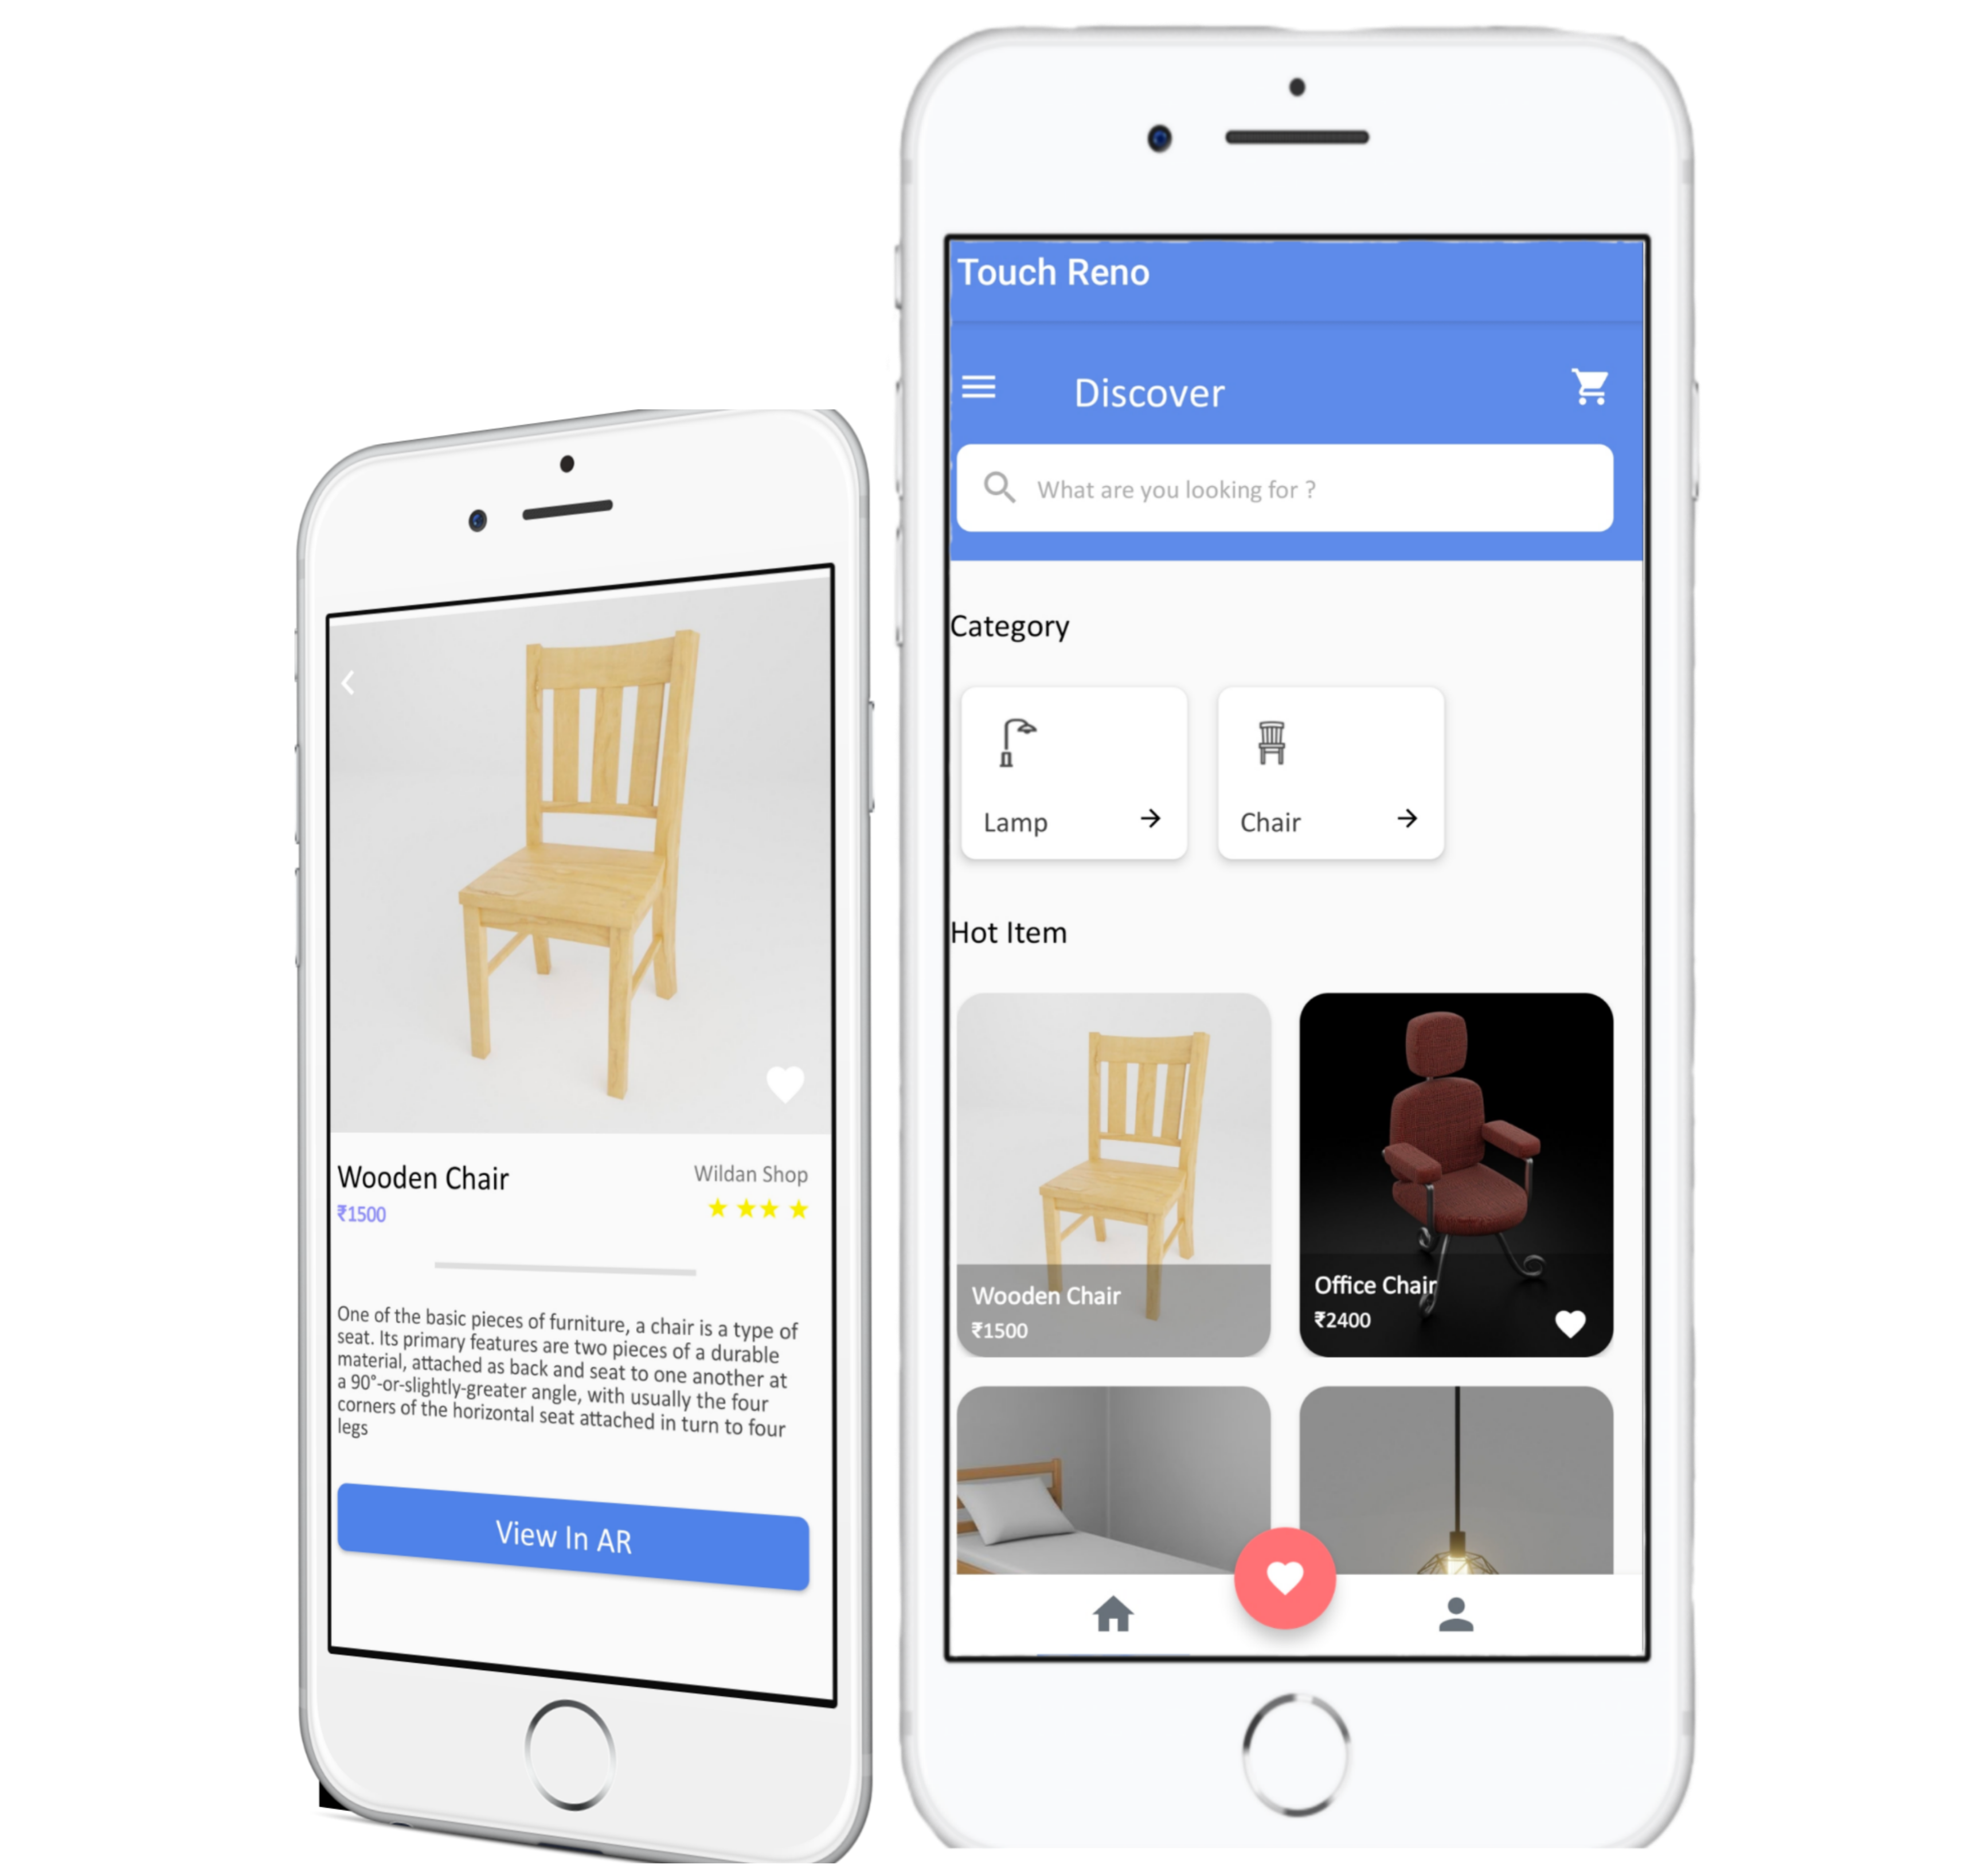 Wooden Chair
Wildan Shop
₹1500
One of the basic pieces of furniture, a chair is a type of
seat. Its primary features are two pieces of a durable
material, attached as back and seat to one another at
a 90°-or-slightly-greater angle, with usually the four
corners of the horizontal seat attached in turn to four
legs
View In AR
Touch Reno
Discover
What are you looking for ?
Category
Lamp
Chair
Hot Item
Wooden Chair
₹1500
Office Chair
₹2400